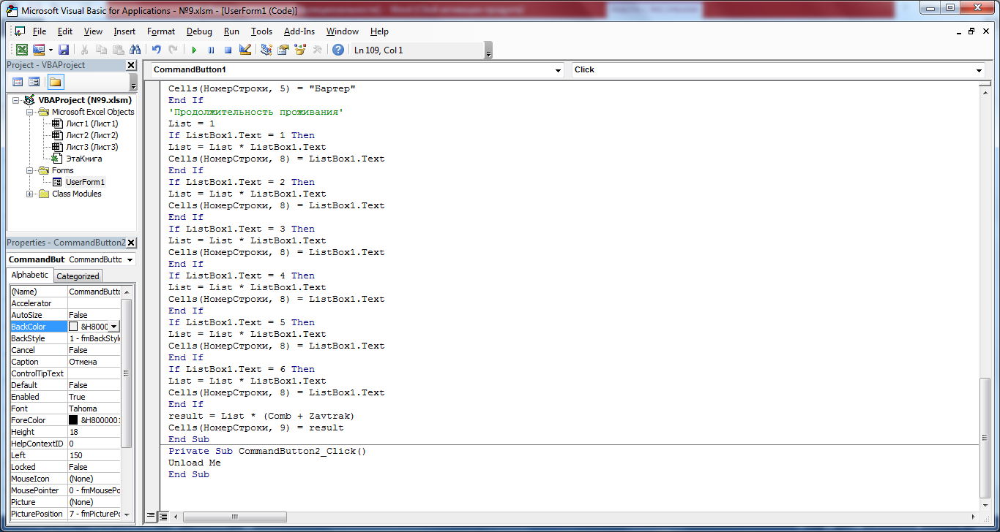 Microsoft Visual Basic for Applications - №9.xlsm - [UserForm1 (Code)]
File Edit View Insert Format Debug Run Tools Add-Ins Window Help
Ln 109, Col 1
Project - VBAProject
VBAProject (№9.xlsm)
Microsoft Excel Objects
Лист1 (Лист1)
Лист2 (Лист2)
Лист3 (Лист3)
ЭтаКнига
Forms
UserForm1
Class Modules
Properties - CommandButton2
CommandBut CommandButto
Alphabetic Categorized
(Name) CommandButto
Accelerator
AutoSize False
BackColor &H8000
BackStyle 1 - fmBackStyle
Cancel False
Caption Отмена
ControlTipText
Default False
Enabled True
Font Tahoma
ForeColor &H8000001
Height 18
HelpContextID 0
Left 150
Locked False
MouseIcon (None)
MousePointer 0 - fmMousePo
Picture (None)
PicturePosition 7 - fmPicturePo
CommandButton1 Click
Cells(НомерСтроки, 5) = "Бартер"
End If
'Продолжительность проживания'
List = 1
If ListBox1.Text = 1 Then
List = List * ListBox1.Text
Cells(НомерСтроки, 8) = ListBox1.Text
End If
If ListBox1.Text = 2 Then
List = List * ListBox1.Text
Cells(НомерСтроки, 8) = ListBox1.Text
End If
If ListBox1.Text = 3 Then
List = List * ListBox1.Text
Cells(НомерСтроки, 8) = ListBox1.Text
End If
If ListBox1.Text = 4 Then
List = List * ListBox1.Text
Cells(НомерСтроки, 8) = ListBox1.Text
End If
If ListBox1.Text = 5 Then
List = List * ListBox1.Text
Cells(НомерСтроки, 8) = ListBox1.Text
End If
If ListBox1.Text = 6 Then
List = List * ListBox1.Text
Cells(НомерСтроки, 8) = ListBox1.Text
End If
result = List * (Comb + Zavtrak)
Cells(НомерСтроки, 9) = result
End Sub
Private Sub CommandButton2_Click()
Unload Me
End Sub